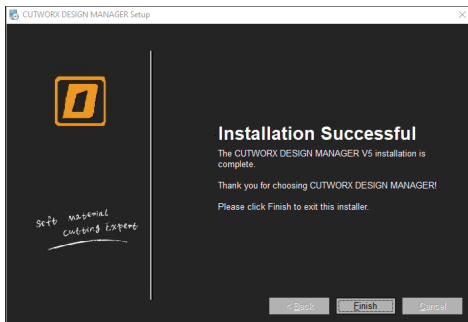 CUTWORX DESIGN MANAGER Setup
Installation Successful
The CUTWORX DESIGN MANAGER V5 installation is
complete.
Thank you for choosing CUTWORX DESIGN MANAGER!
Please click Finish to exit this installer.
Soft Material
Cutting Expert
< Back
Finish
Cancel